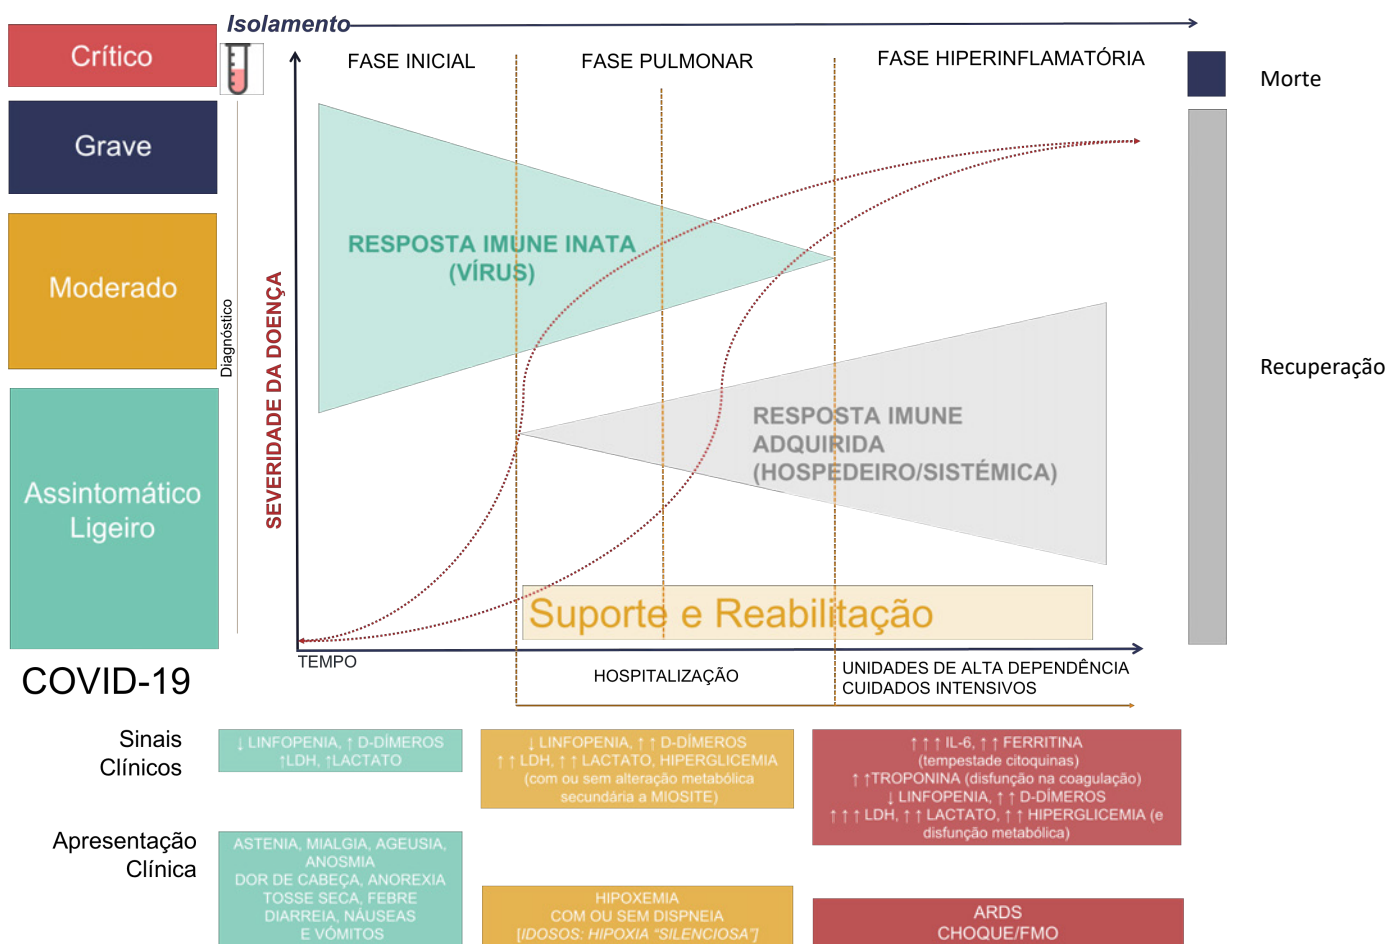 Isolamento
Crítico
Grave
Moderado
Assintomático
Ligeiro
Diagnóstico
SEVERIDADE DA DOENÇA
FASE INICIAL
FASE PULMONAR
FASE HIPERINFLAMATÓRIA
Morte
Recuperação
RESPOSTA IMUNE INATA
(VÍRUS)
RESPOSTA IMUNE
ADQUIRIDA
(HOSPEDEIRO/SISTÉMICA)
Suporte e Reabilitação
TEMPO
HOSPITALIZAÇÃO
UNIDADES DE ALTA DEPENDÊNCIA
CUIDADOS INTENSIVOS
COVID-19
Sinais
Clínicos
↓ LINFOPENIA, ↑ D-DÍMEROS
↑LDH, ↑LACTATO
↓ LINFOPENIA, ↑ ↑ D-DÍMEROS
↑ ↑ LDH, ↑ ↑ LACTATO, HIPERGLICEMIA
(com ou sem alteração metabólica
secundária a MIOSITE)
↑ ↑ ↑ IL-6, ↑ ↑ FERRITINA
(tempestade citoquinas)
↑ ↑TROPONINA (disfunção na coagulação)
↓ LINFOPENIA, ↑ ↑ D-DÍMEROS
↑ ↑ ↑ LDH, ↑ ↑ LACTATO, ↑ ↑ HIPERGLICEMIA (e
disfunção metabólica)
Apresentação
Clínica
ASTENIA, MIALGIA, AGEUSIA,
ANOSMIA
DOR DE CABEÇA, ANOREXIA
TOSSE SECA, FEBRE
DIARREIA, NÁUSEAS
E VÓMITOS
HIPOXEMIA
COM OU SEM DISPNEIA
[IDOSOS: HIPOXIA "SILENCIOSA"]
ARDS
CHOQUE/FMO